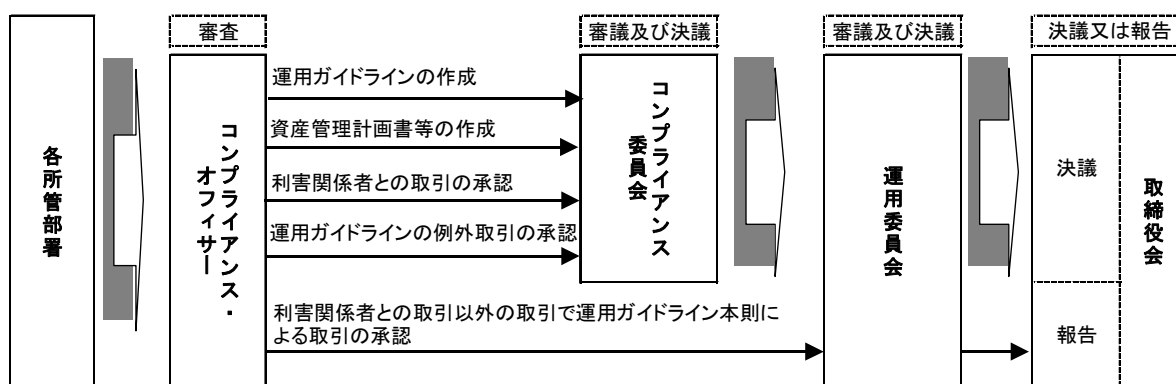 審査
審議及び決議
審議及び決議
決議又は報告
各所管部署
コンプライアンス・
オフィサー
運用ガイドラインの作成
資産管理計画書等の作成
利害関係者との取引の承認
運用ガイドラインの例外取引の承認
利害関係者との取引以外の取引で運用ガイドライン本則に
よる取引の承認
コンプライアンス
委員会
運用委員会
決議
報告
取締役会